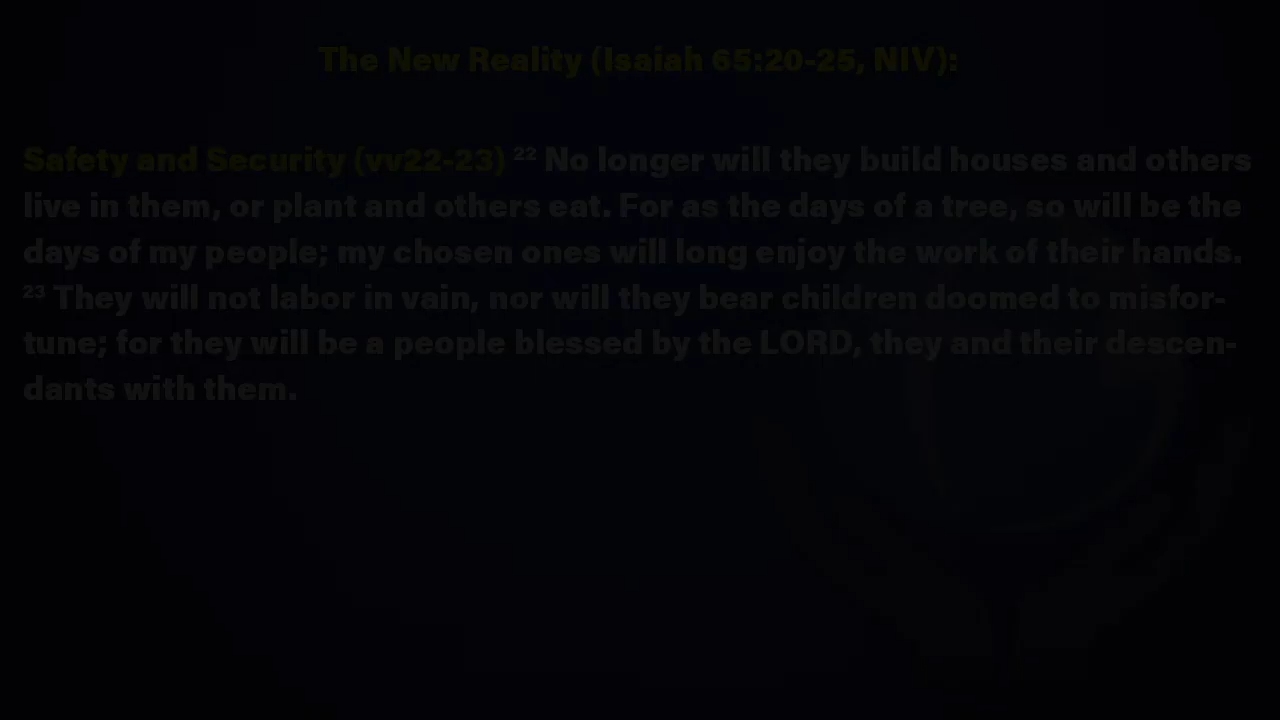 The New Reality (Isaiah 65:20-25, NIV):
Safety and Security (vv22-23) 22 No longer will they build houses and others
live in them, or plant and others eat. For as the days of a tree, so will be the
days of my people; my chosen ones will long enjoy the work of their hands.
23 They will not labor in vain, nor will they bear children doomed to misfor-
tune; for they will be a people blessed by the LORD, they and their descen-
dants with them.